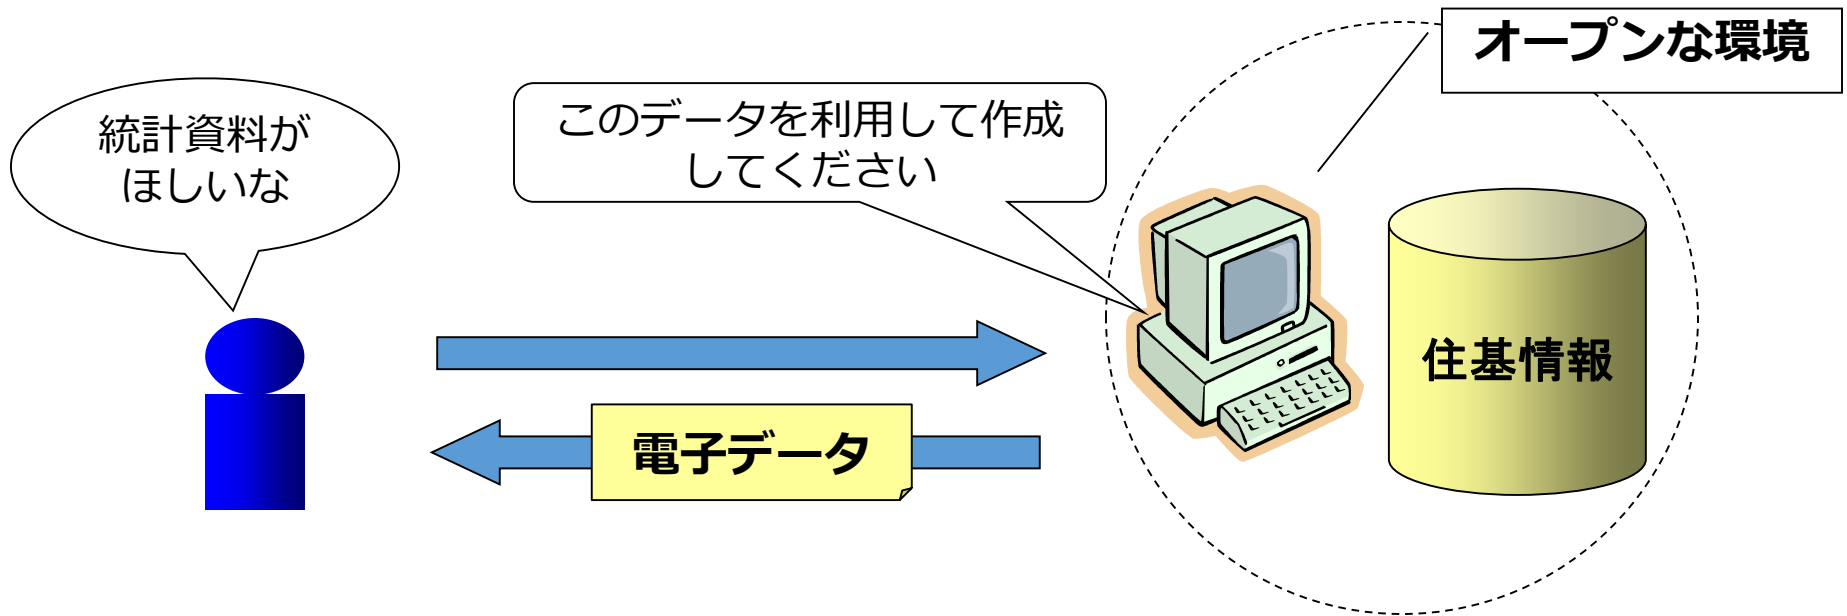 オープンな環境
統計資料が
ほしいな
このデータを利用して作成
してください
住基情報
電子データ